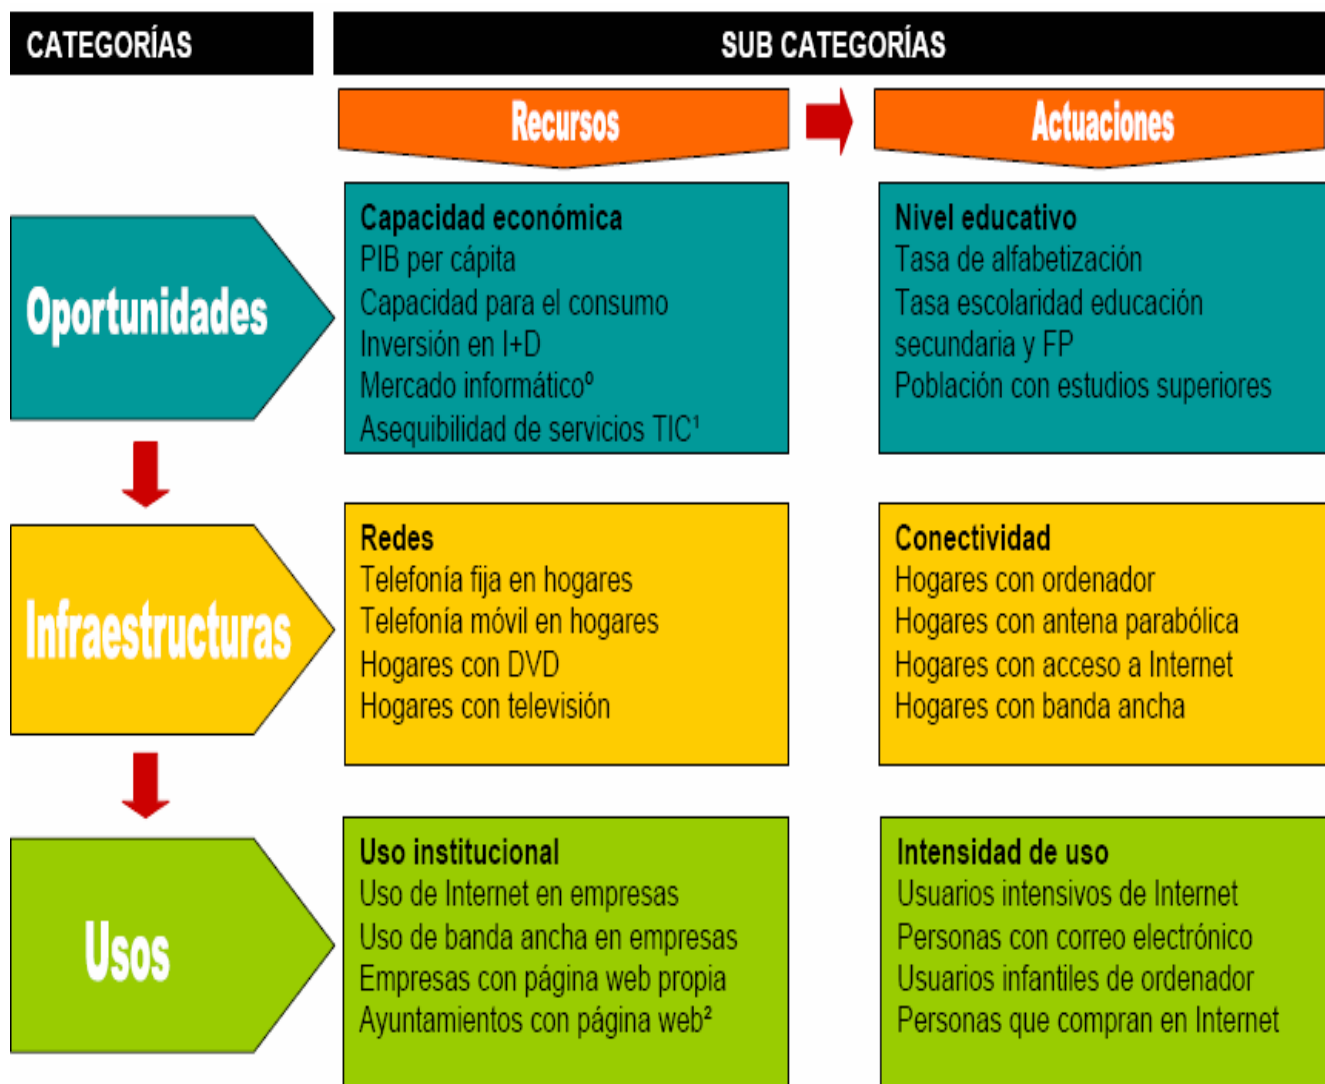 CATEGORÍAS
SUB CATEGORÍAS
Recursos
Actuaciones
Oportunidades
Capacidad económica
PIB per cápita
Capacidad para el consumo
Inversión en I+D
Mercado informáticoº
Asequibilidad de servicios TIC¹
Nivel educativo
Tasa de alfabetización
Tasa escolaridad educación
secundaria y FP
Población con estudios superiores
Infraestructuras
Redes
Telefonía fija en hogares
Telefonía móvil en hogares
Hogares con DVD
Hogares con televisión
Conectividad
Hogares con ordenador
Hogares con antena parabólica
Hogares con acceso a Internet
Hogares con banda ancha
Usos
Uso institucional
Uso de Internet en empresas
Uso de banda ancha en empresas
Empresas con página web propia
Ayuntamientos con página web²
Intensidad de uso
Usuarios intensivos de Internet
Personas con correo electrónico
Usuarios infantiles de ordenador
Personas que compran en Internet